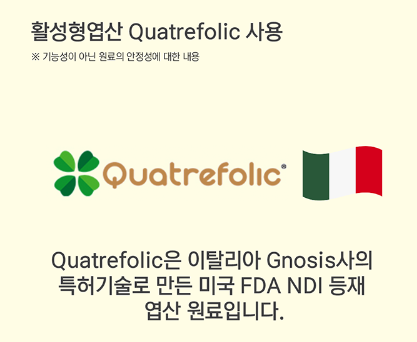 활성형엽산 Quatrefolic 사용
※ 기능성이 아닌 원료의 안정성에 대한 내용
Quatrefolic®
Quatrefolic은 이탈리아 Gnosis사의
특허기술로 만든 미국 FDA NDI 등재
엽산 원료입니다.